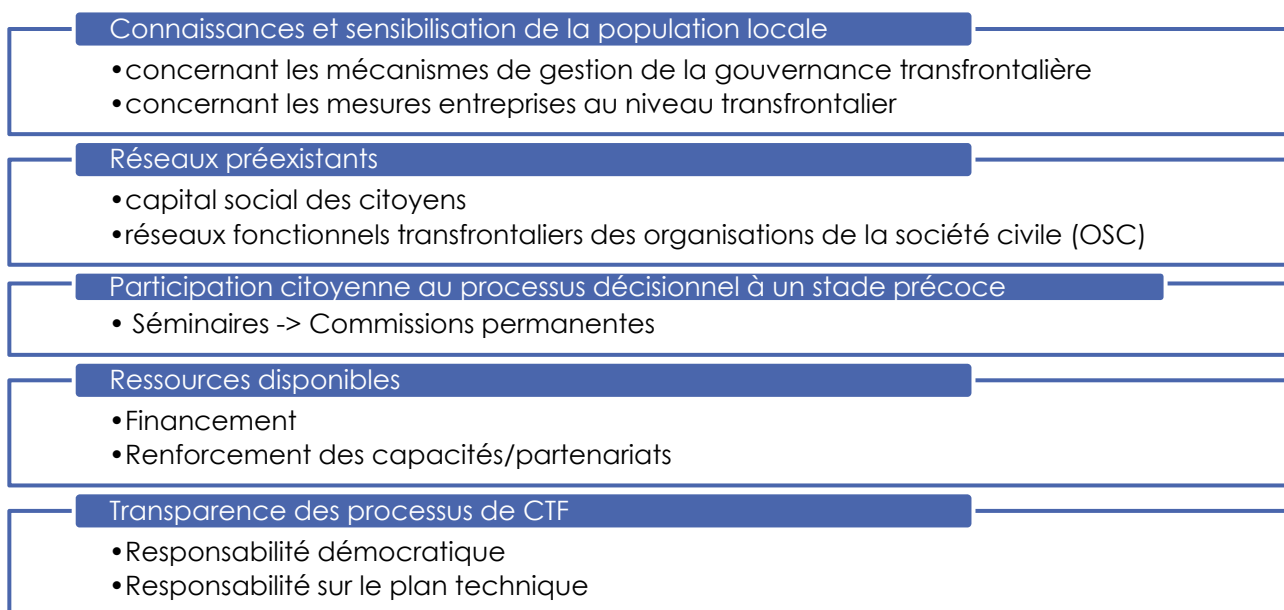 Connaissances et sensibilisation de la population locale
•concernant les mécanismes de gestion de la gouvernance transfrontalière
•concernant les mesures entreprises au niveau transfrontalier
Réseaux préexistants
•capital social des citoyens
•réseaux fonctionnels transfrontaliers des organisations de la société civile (OSC)
Participation citoyenne au processus décisionnel à un stade précoce
• Séminaires -> Commissions permanentes
Ressources disponibles
•Financement
•Renforcement des capacités/partenariats
Transparence des processus de CTF
•Responsabilité démocratique
•Responsabilité sur le plan technique